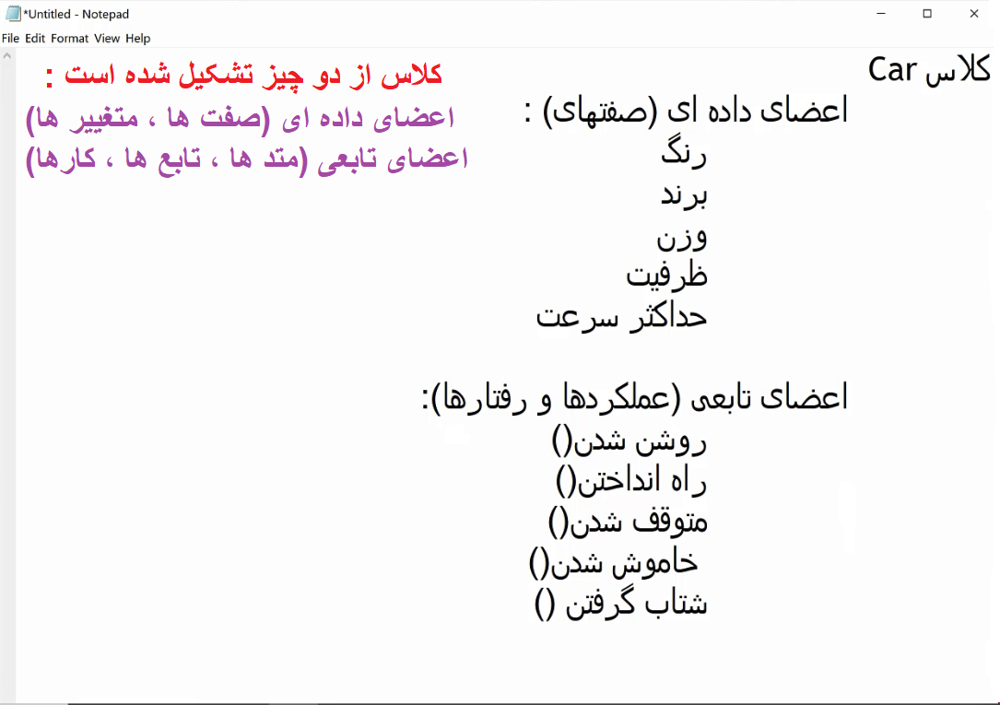 *Untitled - Notepad
File Edit Format View Help
کلاس Car
اعضای داده ای (صفتهای) :
رنگ
برند
وزن
ظرفیت
حداکثر سرعت
اعضای تابعی (عملکردها و رفتارها):
روشن شدن()
راه انداختن()
متوقف شدن()
خاموش شدن()
شتاب گرفتن ()
کلاس از دو چیز تشکیل شده است :
اعضای داده ای (صفت ها ، متغییر ها)
اعضای تابعی (متد ها ، تابع ها ، کارها)